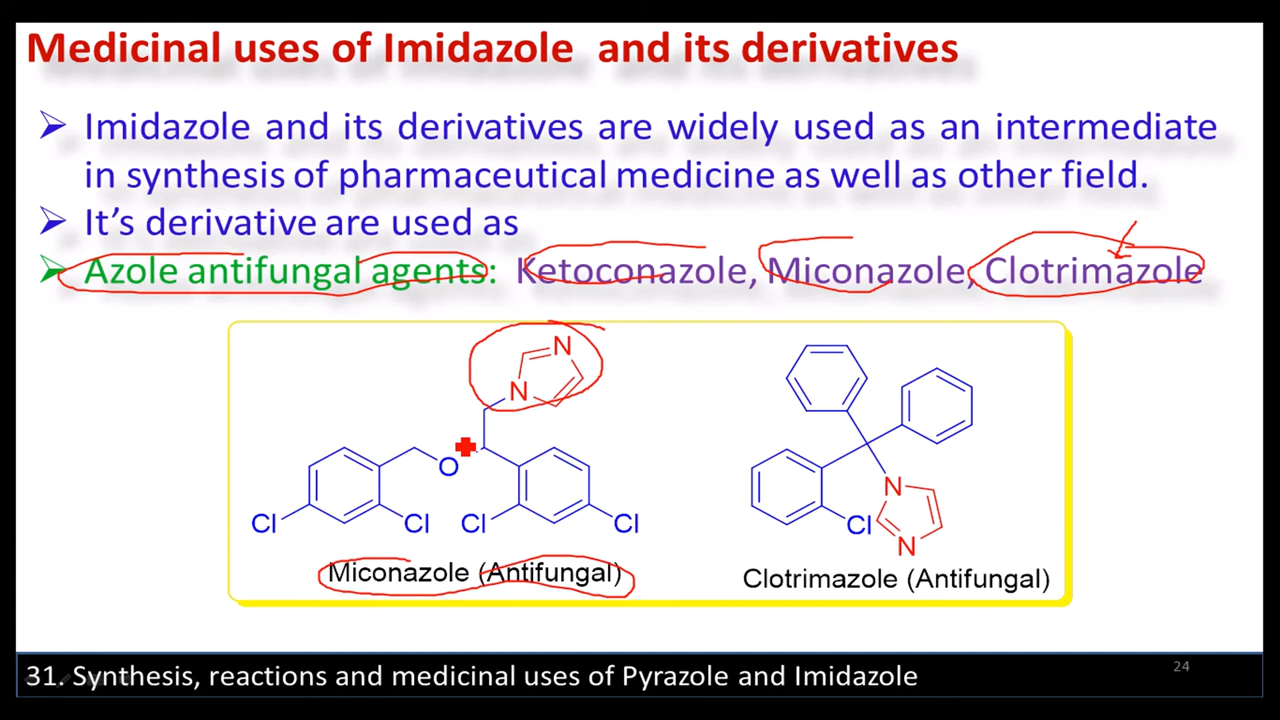 Medicinal uses of Imidazole and its derivatives
➢ Imidazole and its derivatives are widely used as an intermediate
in synthesis of pharmaceutical medicine as well as other field.
➢ It's derivative are used as
➢ Azole antifungal agents: Ketoconazole, Miconazole, Clotrimazole
N
N
O
Cl
Cl
Cl
Cl
Miconazole (Antifungal)
N
Cl
N
Clotrimazole (Antifungal)
31. Synthesis, reactions and medicinal uses of Pyrazole and Imidazole
24